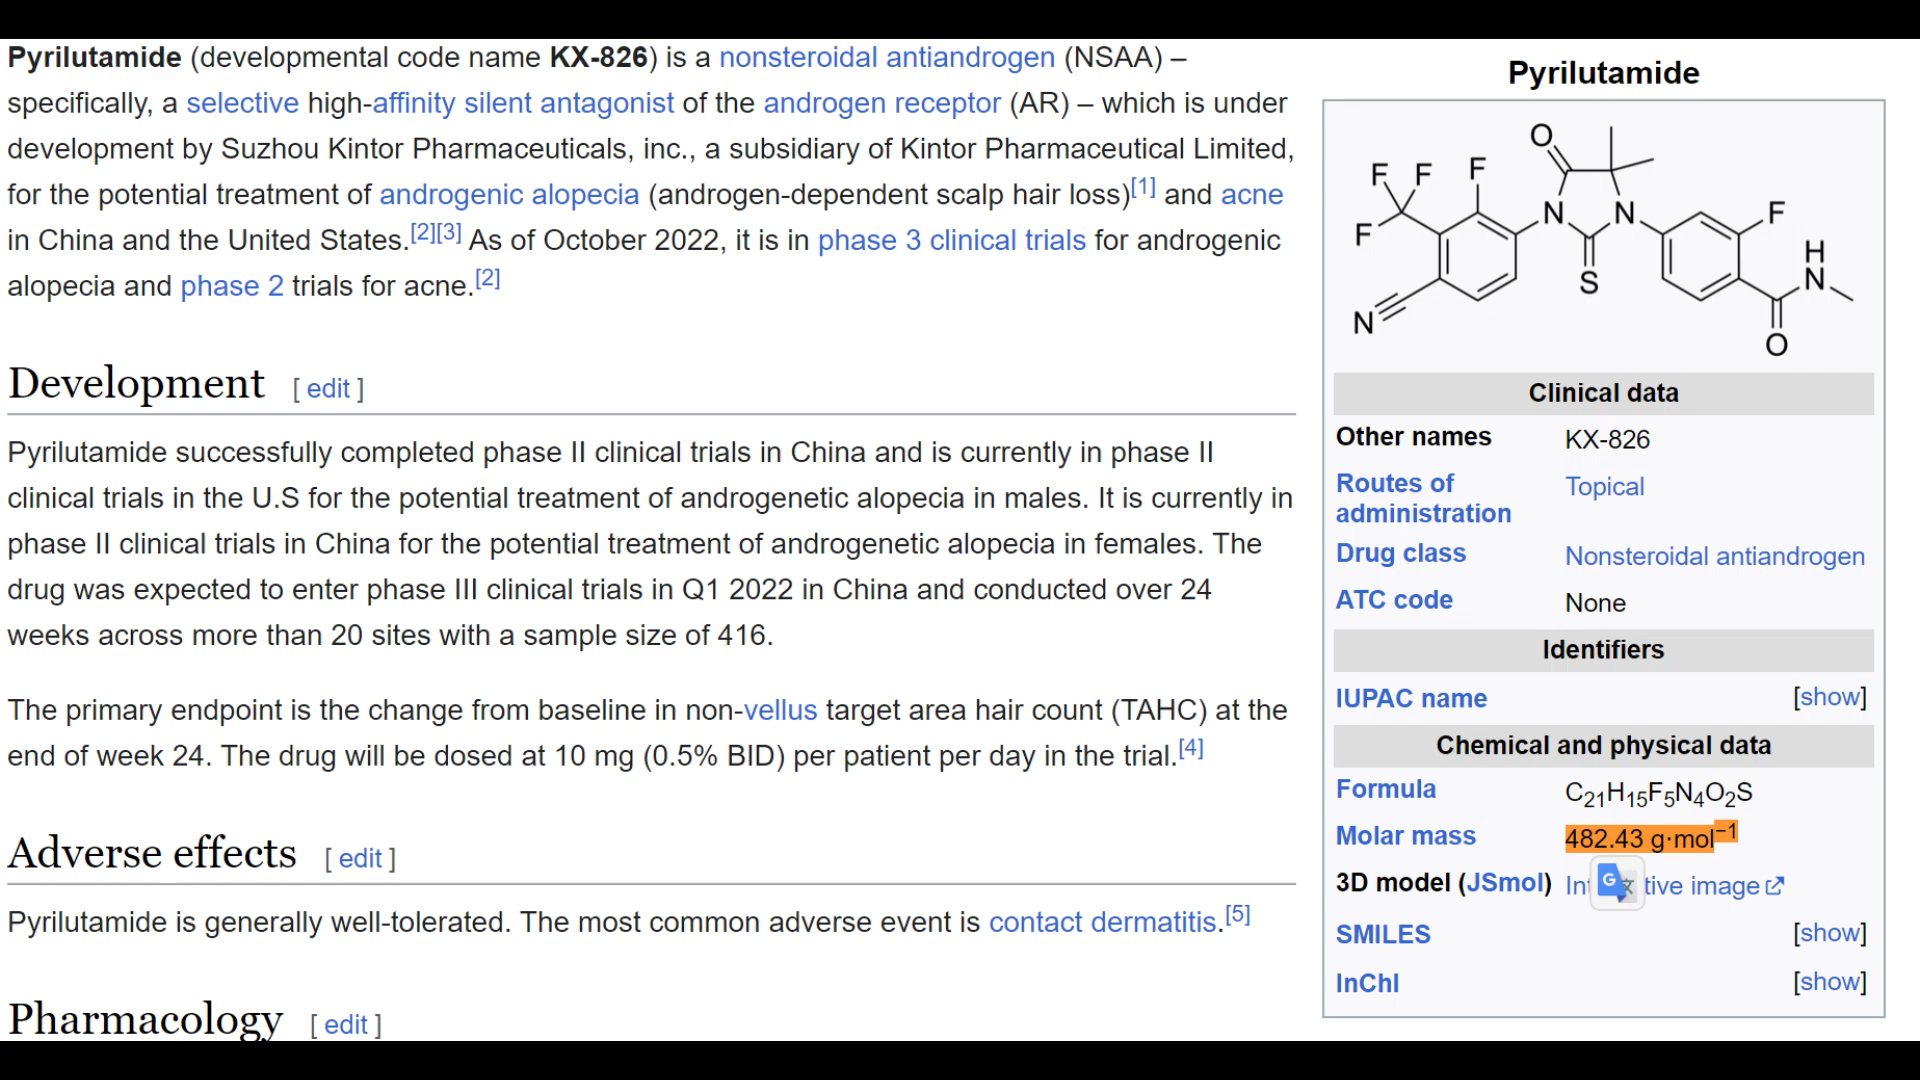 Pyrilutamide (developmental code name KX-826) is a nonsteroidal antiandrogen (NSAA) –
specifically, a selective high-affinity silent antagonist of the androgen receptor (AR) – which is under
development by Suzhou Kintor Pharmaceuticals, inc., a subsidiary of Kintor Pharmaceutical Limited,
for the potential treatment of androgenic alopecia (androgen-dependent scalp hair loss)[1] and acne
in China and the United States.[2][3] As of October 2022, it is in phase 3 clinical trials for androgenic
alopecia and phase 2 trials for acne.[2]
Development [ edit ]
Pyrilutamide successfully completed phase II clinical trials in China and is currently in phase II
clinical trials in the U.S for the potential treatment of androgenetic alopecia in males. It is currently in
phase II clinical trials in China for the potential treatment of androgenetic alopecia in females. The
drug was expected to enter phase III clinical trials in Q1 2022 in China and conducted over 24
weeks across more than 20 sites with a sample size of 416.
The primary endpoint is the change from baseline in non-vellus target area hair count (TAHC) at the
end of week 24. The drug will be dosed at 10 mg (0.5% BID) per patient per day in the trial.[4]
Adverse effects [ edit ]
Pyrilutamide is generally well-tolerated. The most common adverse event is contact dermatitis.[5]
Pharmacology [ edit ]
Pyrilutamide
O
F F F
N N F
F
H
S N
N
O
Clinical data
Other names KX-826
Routes of Topical
administration
Drug class Nonsteroidal antiandrogen
ATC code None
Identifiers
IUPAC name [show]
Chemical and physical data
Formula C21H15F5N4O2S
Molar mass 482.43 g·mol−1
3D model (JSmol) image
SMILES [show]
InChI [show]